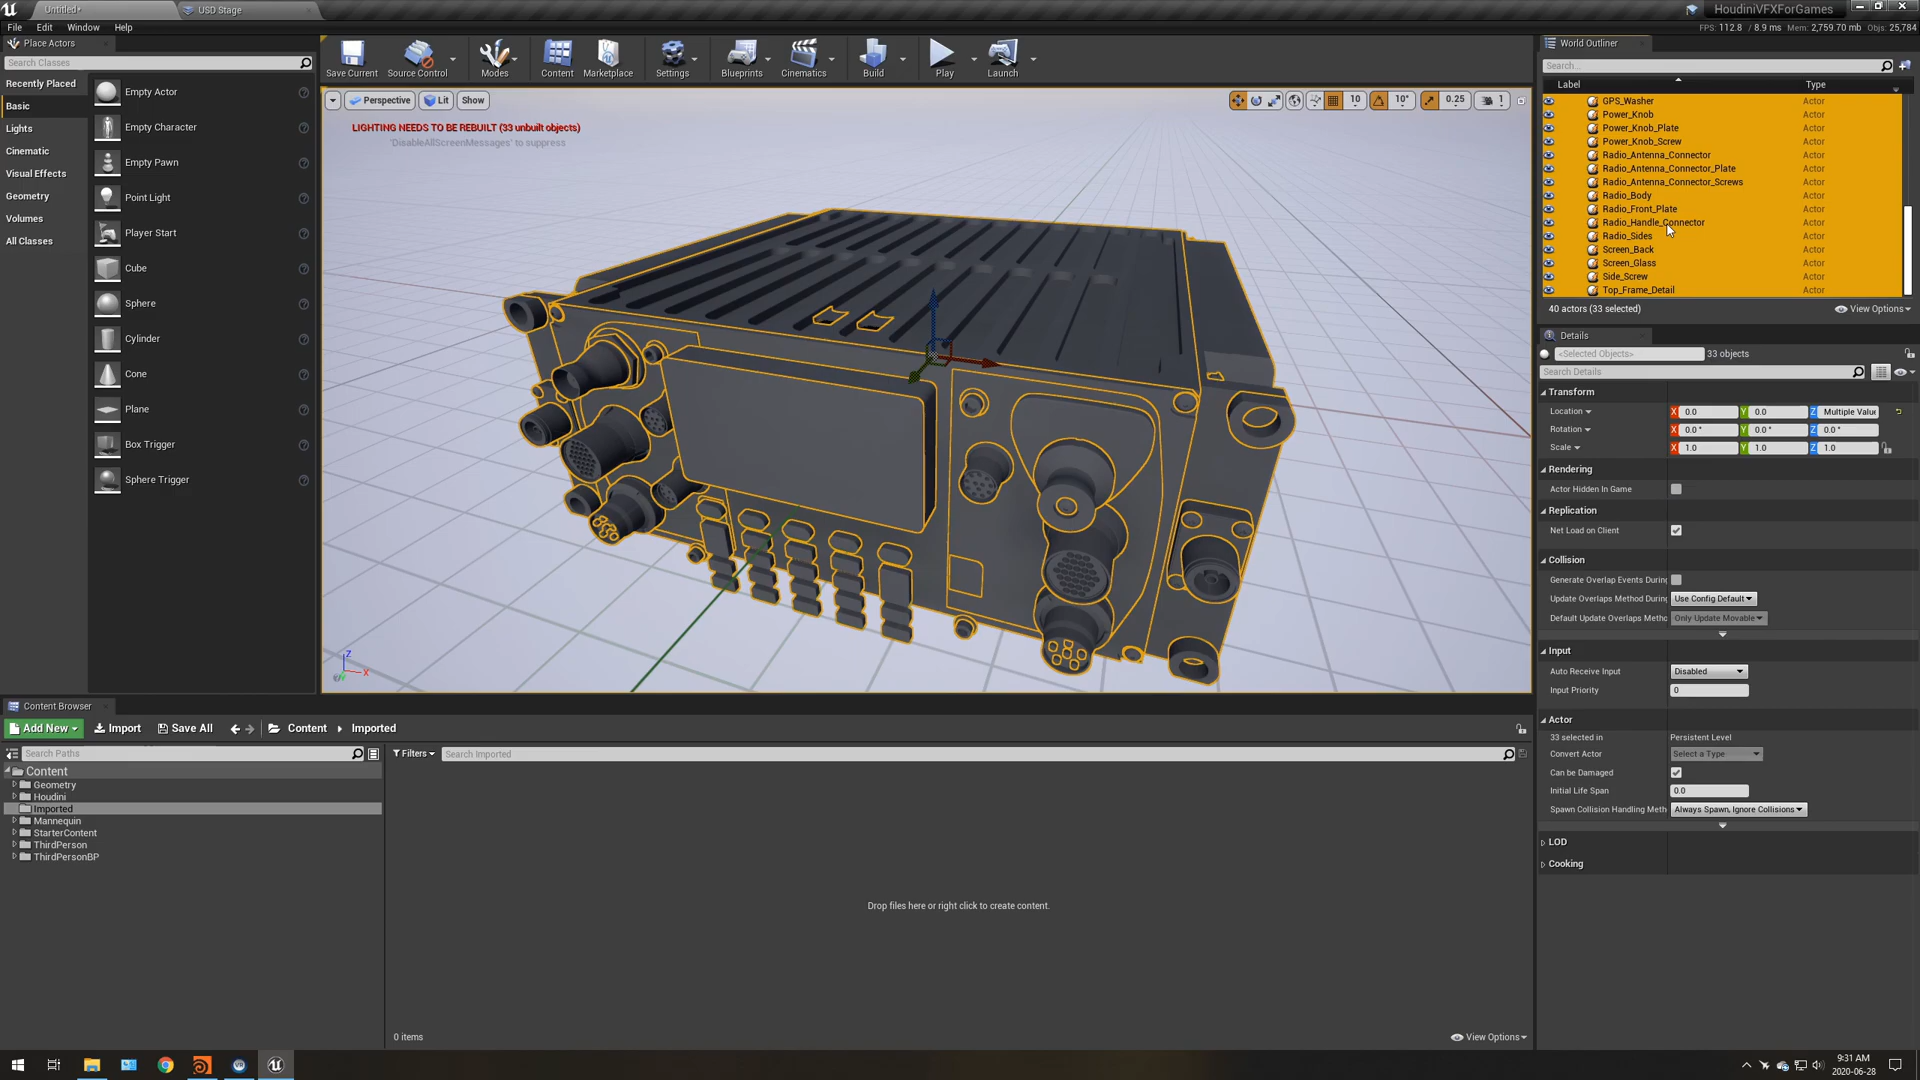 Untitled*
USD Stage
HoudiniVFXForGames
File
Edit
Window
Help
FPS: 112.8 / 8.9 ms Mem: 2,759.70 mb Objs: 25,784
Place Actors
Search Classes
Recently Placed
Basic
Lights
Cinematic
Visual Effects
Geometry
Volumes
All Classes
Empty Actor
Empty Character
Empty Pawn
Point Light
Player Start
Cube
Sphere
Cylinder
Cone
Plane
Box Trigger
Sphere Trigger
Save Current
Source Control
Modes
Content
Marketplace
Settings
Blueprints
Cinematics
Build
Play
Launch
Perspective
Lit
Show
10
10°
0.25
1
LIGHTING NEEDS TO BE REBUILT (33 unbuilt objects)
'DisableAllScreenMessages' to suppress
Z
X
World Outliner
Search...
Label
Type
GPS_Washer Actor
Power_Knob Actor
Power_Knob_Plate Actor
Power_Knob_Screw Actor
Radio_Antenna_Connector Actor
Radio_Antenna_Connector_Plate Actor
Radio_Antenna_Connector_Screws Actor
Radio_Body Actor
Radio_Front_Plate Actor
Radio_Handle_Connector Actor
Radio_Sides Actor
Screen_Back Actor
Screen_Glass Actor
Side_Screw Actor
Top_Frame_Detail Actor
40 actors (33 selected)
View Options
Details
<Selected Objects>
33 objects
Search Details
Transform
Location X 0.0 Y 0.0 Z Multiple Value
Rotation X 0.0 ° Y 0.0 ° Z 0.0 °
Scale X 1.0 Y 1.0 Z 1.0
Rendering
Actor Hidden In Game
Replication
Net Load on Client
Collision
Generate Overlap Events During
Update Overlaps Method During Use Config Default
Default Update Overlaps Metho Only Update Movable
Input
Auto Receive Input Disabled
Input Priority 0
Actor
33 selected in Persistent Level
Convert Actor Select a Type
Can be Damaged
Initial Life Span 0.0
Spawn Collision Handling Meth Always Spawn, Ignore Collisions
LOD
Cooking
Content Browser
Add New
Import
Save All
Content
Imported
Search Paths
Filters
Search Imported
Content
Geometry
Houdini
Imported
Mannequin
StarterContent
ThirdPerson
ThirdPersonBP
Drop files here or right click to create content.
0 items
View Options
9:31 AM
2020-06-28